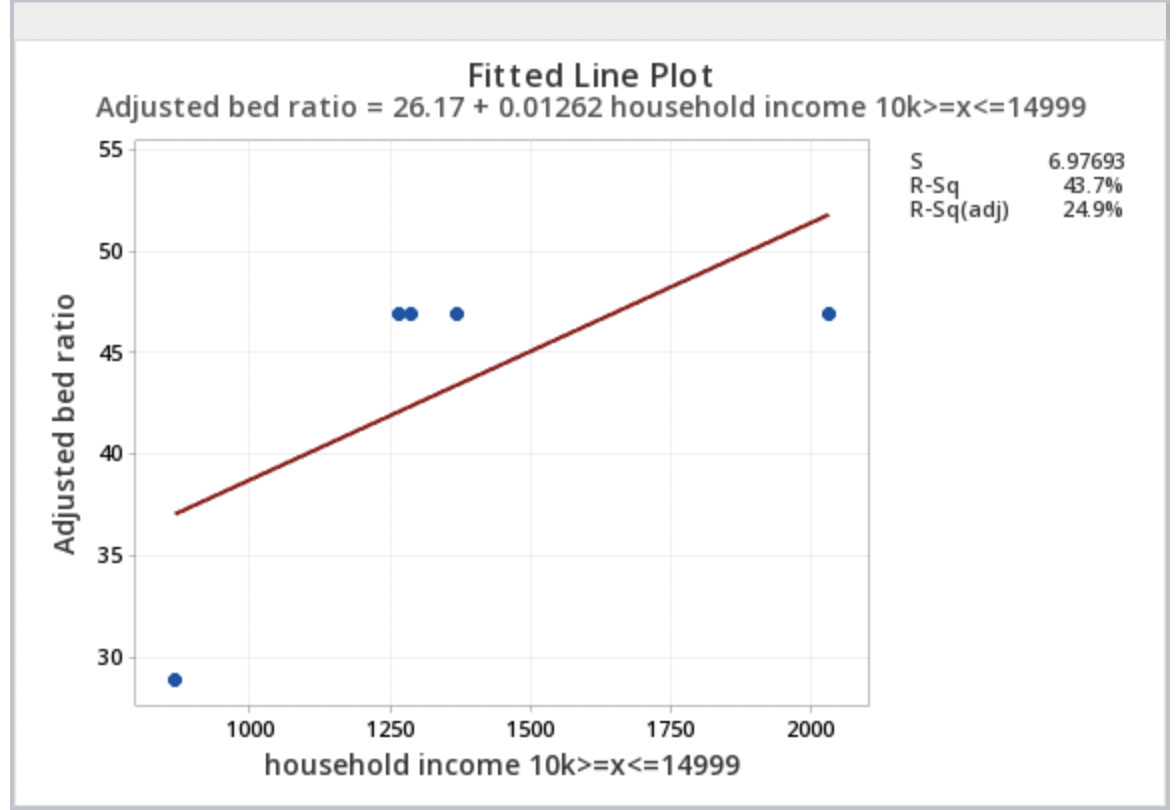 Fitted Line Plot
Adjusted bed ratio = 26.17 + 0.01262 household income 10k>=x<=14999
S 6.97693
R-Sq 43.7%
R-Sq(adj) 24.9%
55
50
45
40
35
30
Adjusted bed ratio
1000 1250 1500 1750 2000
household income 10k>=x<=14999